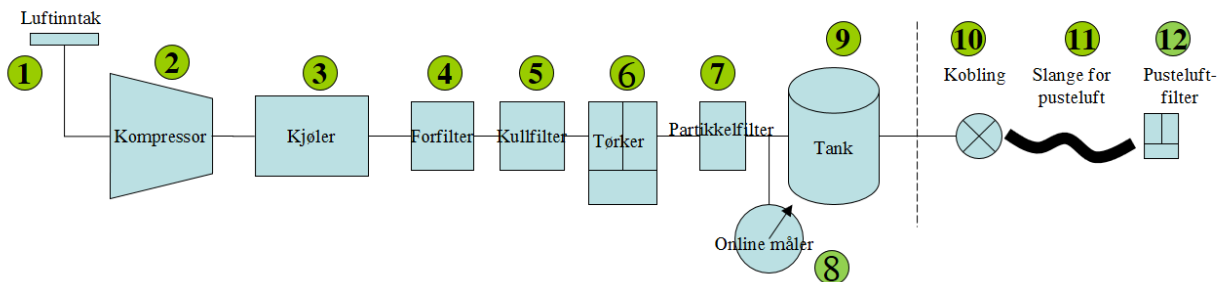 Luftinntak
1
2
Kompressor
3
Kjøler
4
Forfilter
5
Kullfilter
6
Tørker
7
Partikkelfilter
Online måler
8
9
Tank
10
Kobling
11
Slange for
pusteluft
12
Pusteluft-
filter